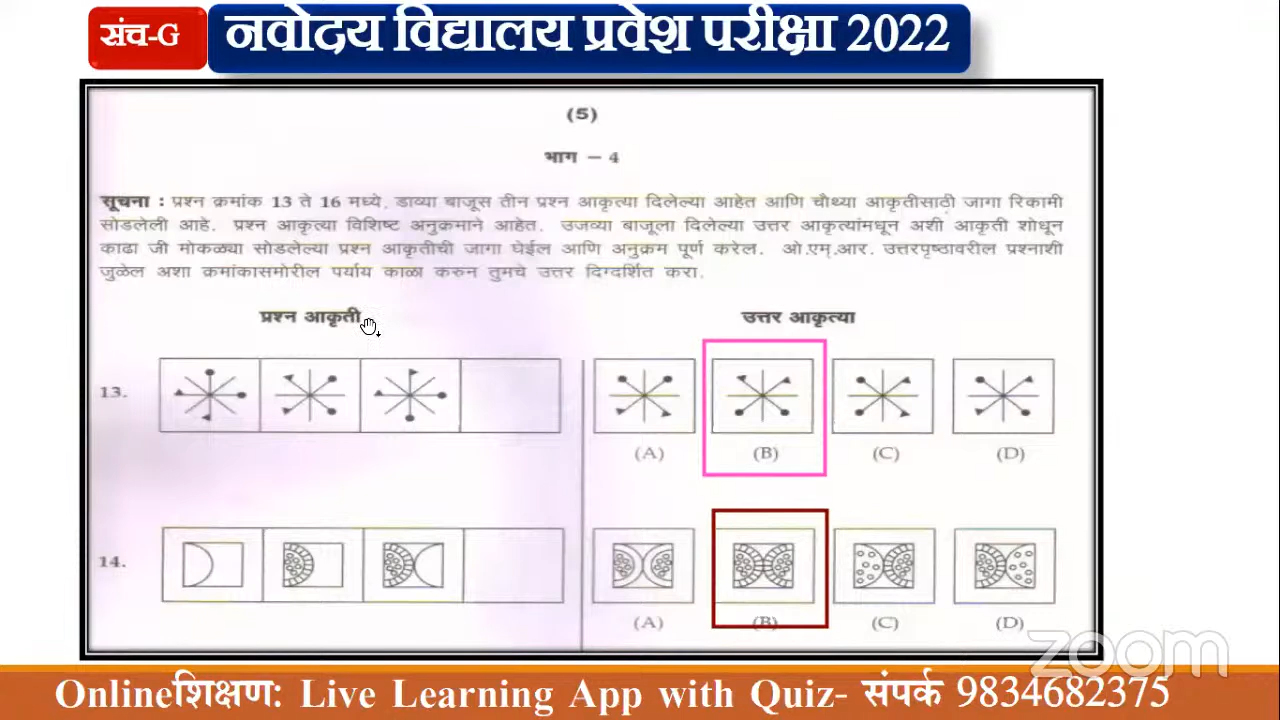 संच-G
नवोदय विद्यालय प्रवेश परीक्षा 2022
(5)
भाग – 4
सूचना : प्रश्न क्रमांक 13 ते 16 मध्ये, डाव्या बाजूस तीन प्रश्न आकृत्या दिलेल्या आहेत आणि चौथ्या आकृतीसाठी जागा रिकामी
सोडलेली आहे. प्रश्न आकृत्या विशिष्ट अनुक्रमाने आहेत. उजव्या बाजूला दिलेल्या उत्तर आकृत्यांमधून अशी आकृती शोधून
काढा जी मोकळ्या सोडलेल्या प्रश्न आकृतीची जागा घेईल आणि अनुक्रम पूर्ण करेल. ओ.एम्.आर. उत्तरपृष्ठावरील प्रश्नाशी
जुळेल अशा क्रमांकासमोरील पर्याय काळा करुन तुमचे उत्तर दिग्दर्शित करा.
प्रश्न आकृती उत्तर आकृत्या
13.
(A) (B) (C) (D)
14.
(A) (B) (C) (D)
zoom
Onlineशिक्षण: Live Learning App with Quiz- संपर्क 9834682375